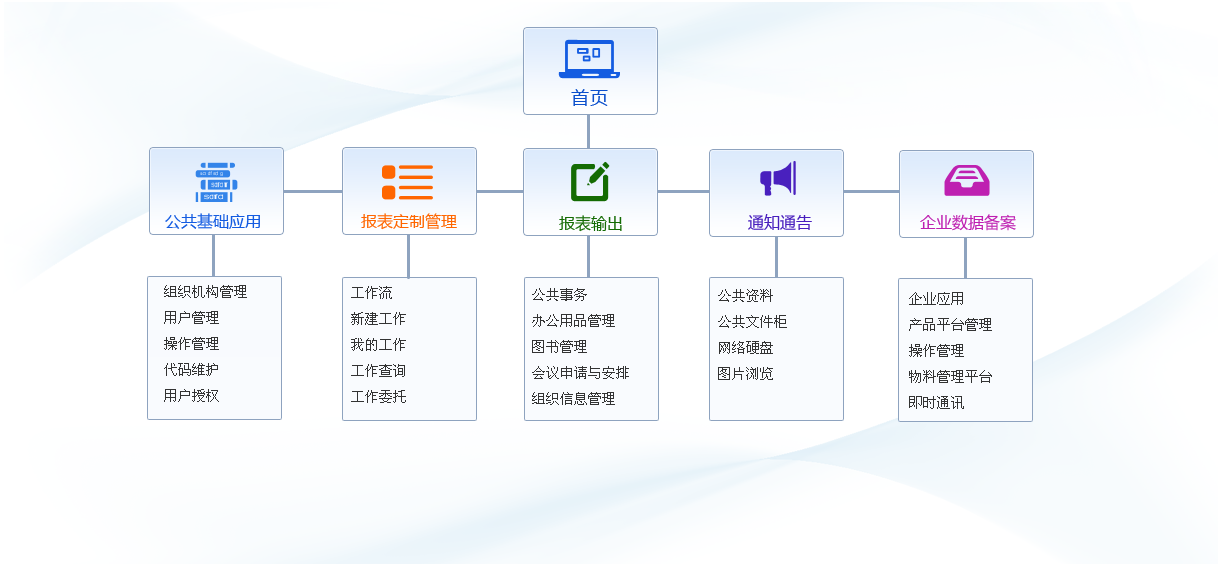 首页
公共基础应用
报表定制管理
报表输出
通知通告
企业数据备案
组织机构管理
用户管理
操作管理
代码维护
用户授权
工作流
新建工作
我的工作
工作查询
工作委托
公共事务
办公用品管理
图书管理
会议申请与安排
组织信息管理
公共资料
公共文件柜
网络硬盘
图片浏览
企业应用
产品平台管理
操作管理
物料管理平台
即时通讯